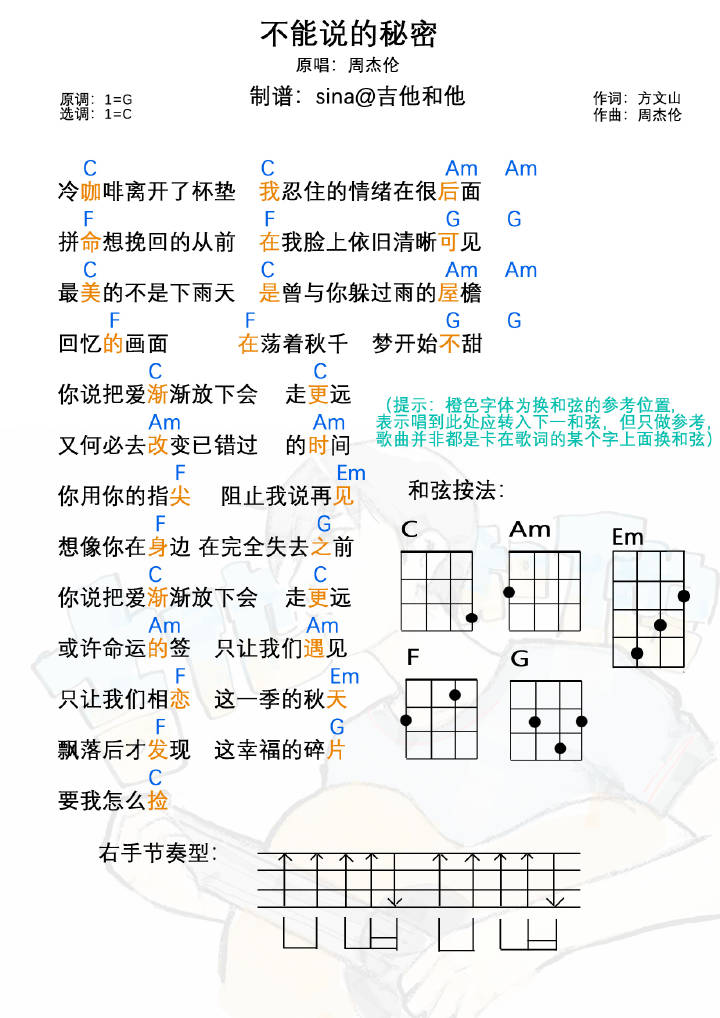 不能说的秘密
原唱：周杰伦
制谱：sina@吉他和他
原调：1=G
选调：1=C
作词：方文山
作曲：周杰伦
C C Am Am
冷咖啡离开了杯垫 我忍住的情绪在很后面
F F G G
拼命想挽回的从前 在我脸上依旧清晰可见
C C Am Am
最美的不是下雨天 是曾与你躲过雨的屋檐
F F G G
回忆的画面 在荡着秋千 梦开始不甜
C C
你说把爱渐渐放下会 走更远
Am Am
又何必去改变已错过 的时间
F Em
你用你的指尖 阻止我说再见
F G
想像你在身边 在完全失去之前
C C
你说把爱渐渐放下会 走更远
Am Am
或许命运的签 只让我们遇见
F Em
只让我们相恋 这一季的秋天
F G
飘落后才发现 这幸福的碎片
C
要我怎么捡
（提示：橙色字体为换和弦的参考位置，
表示唱到此处应转入下一和弦，但只做参考，
歌曲并非都是卡在歌词的某个字上面换和弦）
和弦按法：
C Am Em
F G
右手节奏型：